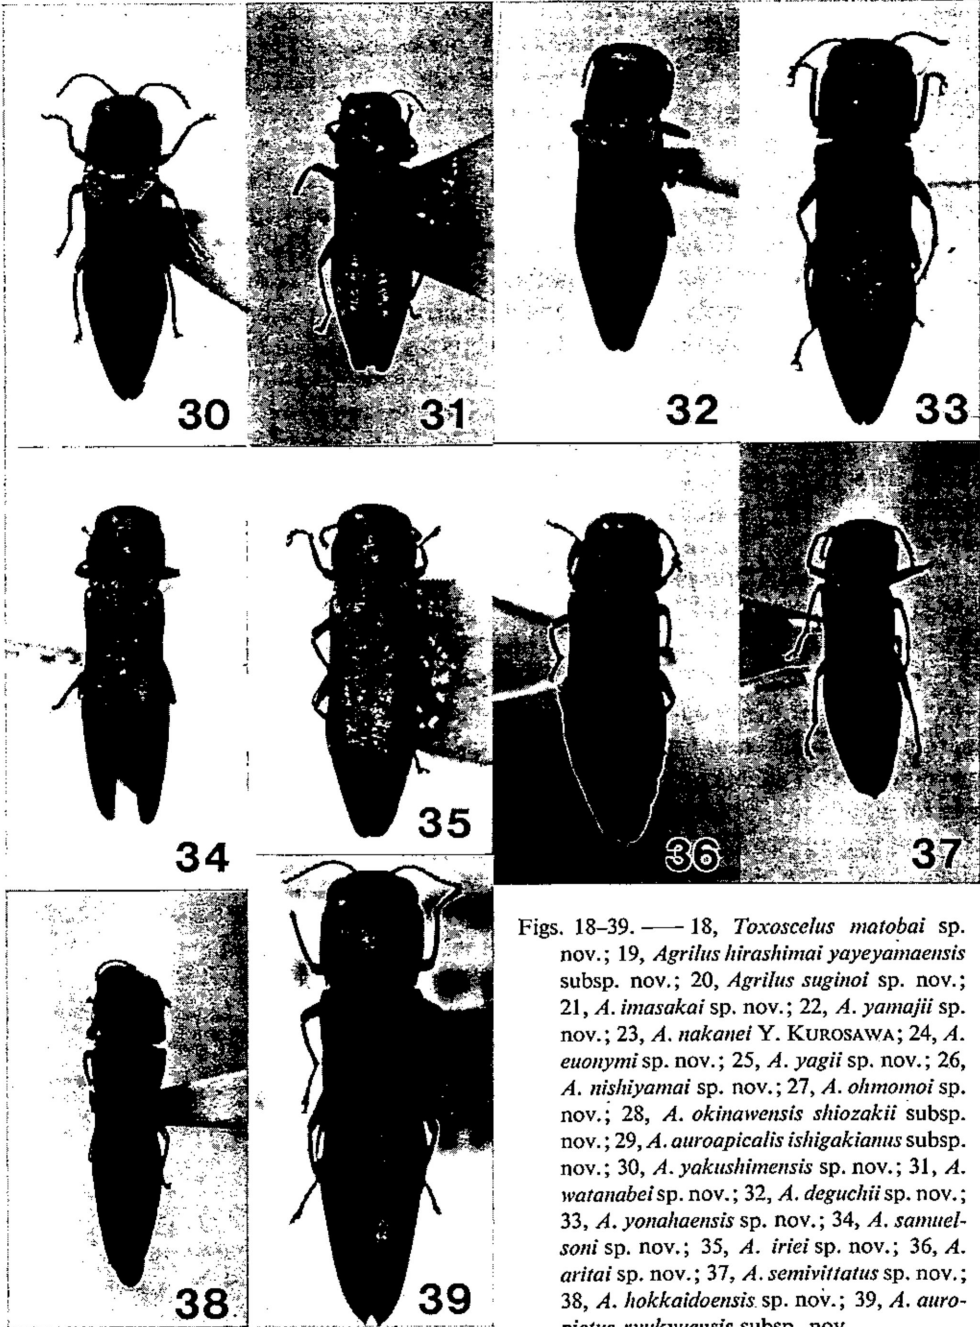 30
31
32
33
34
35
36
37
38
39
Figs. 18–39. —— 18, Toxoscelus matobai sp.
nov.; 19, Agrilus hirashimai yayeyamaensis
subsp. nov.; 20, Agrilus suginoi sp. nov.;
21, A. imasakai sp. nov.; 22, A. yamajii sp.
nov.; 23, A. nakanei Y. KUROSAWA; 24, A.
euonymi sp. nov.; 25, A. yagii sp. nov.; 26,
A. nishiyamai sp. nov.; 27, A. ohmomoi sp.
nov.; 28, A. okinawensis shiozakii subsp.
nov.; 29, A. auroapicalis ishigakianus subsp.
nov.; 30, A. yakushimensis sp. nov.; 31, A.
watanabei sp. nov.; 32, A. deguchii sp. nov.;
33, A. yonahaensis sp. nov.; 34, A. samuel-
soni sp. nov.; 35, A. iriei sp. nov.; 36, A.
aritai sp. nov.; 37, A. semivittatus sp. nov.;
38, A. hokkaidoensis sp. nov.; 39, A. auro-
subsp. nov.